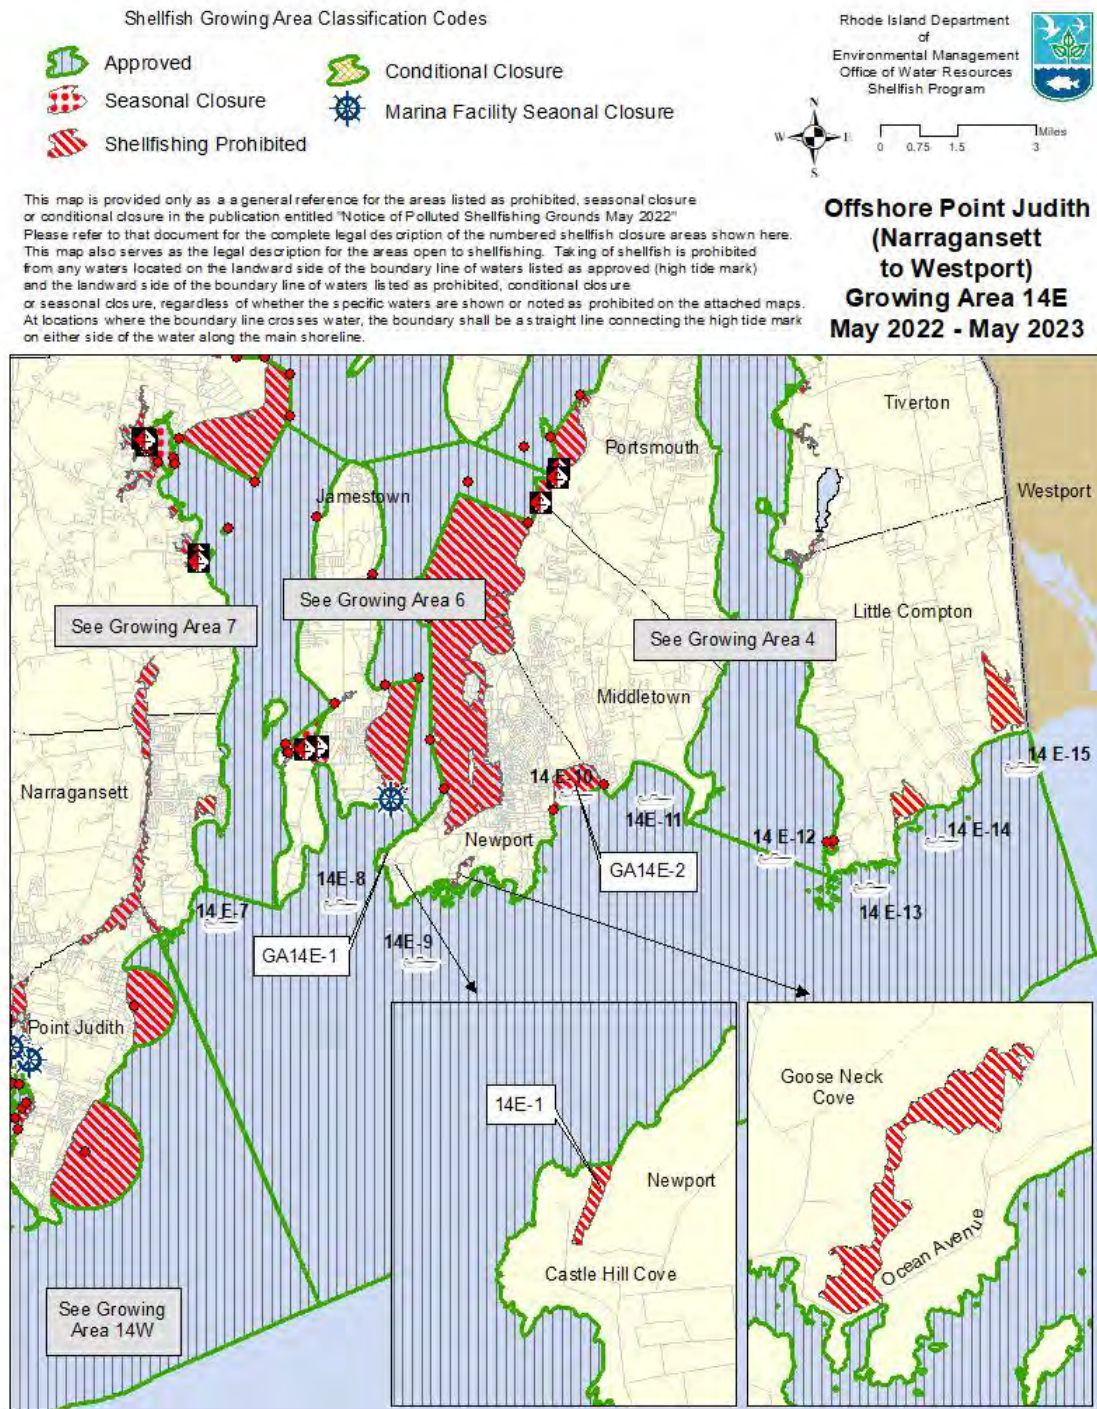 Shellfish Growing Area Classification Codes
Approved
Seasonal Closure
Shellfishing Prohibited
Conditional Closure
Marina Facility Seaonal Closure
Rhode Island Department
of
Environmental Management
Office of Water Resources
Shellfish Program
N
W
E
S
Miles
0 0.75 1.5 3
This map is provided only as a a general reference for the areas listed as prohibited, seasonal closure
or conditional closure in the publication entitled "Notice of Polluted Shellfishing Grounds May 2022"
Please refer to that document for the complete legal description of the numbered shellfish closure areas shown here.
This map also serves as the legal description for the areas open to shellfishing. Taking of shellfish is prohibited
from any waters located on the landward side of the boundary line of waters listed as approved (high tide mark)
and the landward side of the boundary line of waters listed as prohibited, conditional closure
or seasonal closure, regardless of whether the specific waters are shown or noted as prohibited on the attached maps.
At locations where the boundary line crosses water, the boundary shall be a straight line connecting the high tide mark
on either side of the water along the main shoreline.
Offshore Point Judith
(Narragansett
to Westport)
Growing Area 14E
May 2022 - May 2023
Tiverton
Portsmouth
Westport
Jamestown
See Growing Area 6
See Growing Area 7
Little Compton
See Growing Area 4
Middletown
14 E-15
14 E-10
Narragansett
14E-11
14 E-12
14 E-14
Newport
GA14E-2
14E-8
14 E-7
14 E-13
14E-9
GA14E-1
Point Judith
14E-1
Newport
Castle Hill Cove
Goose Neck
Cove
Ocean Avenue
See Growing
Area 14W